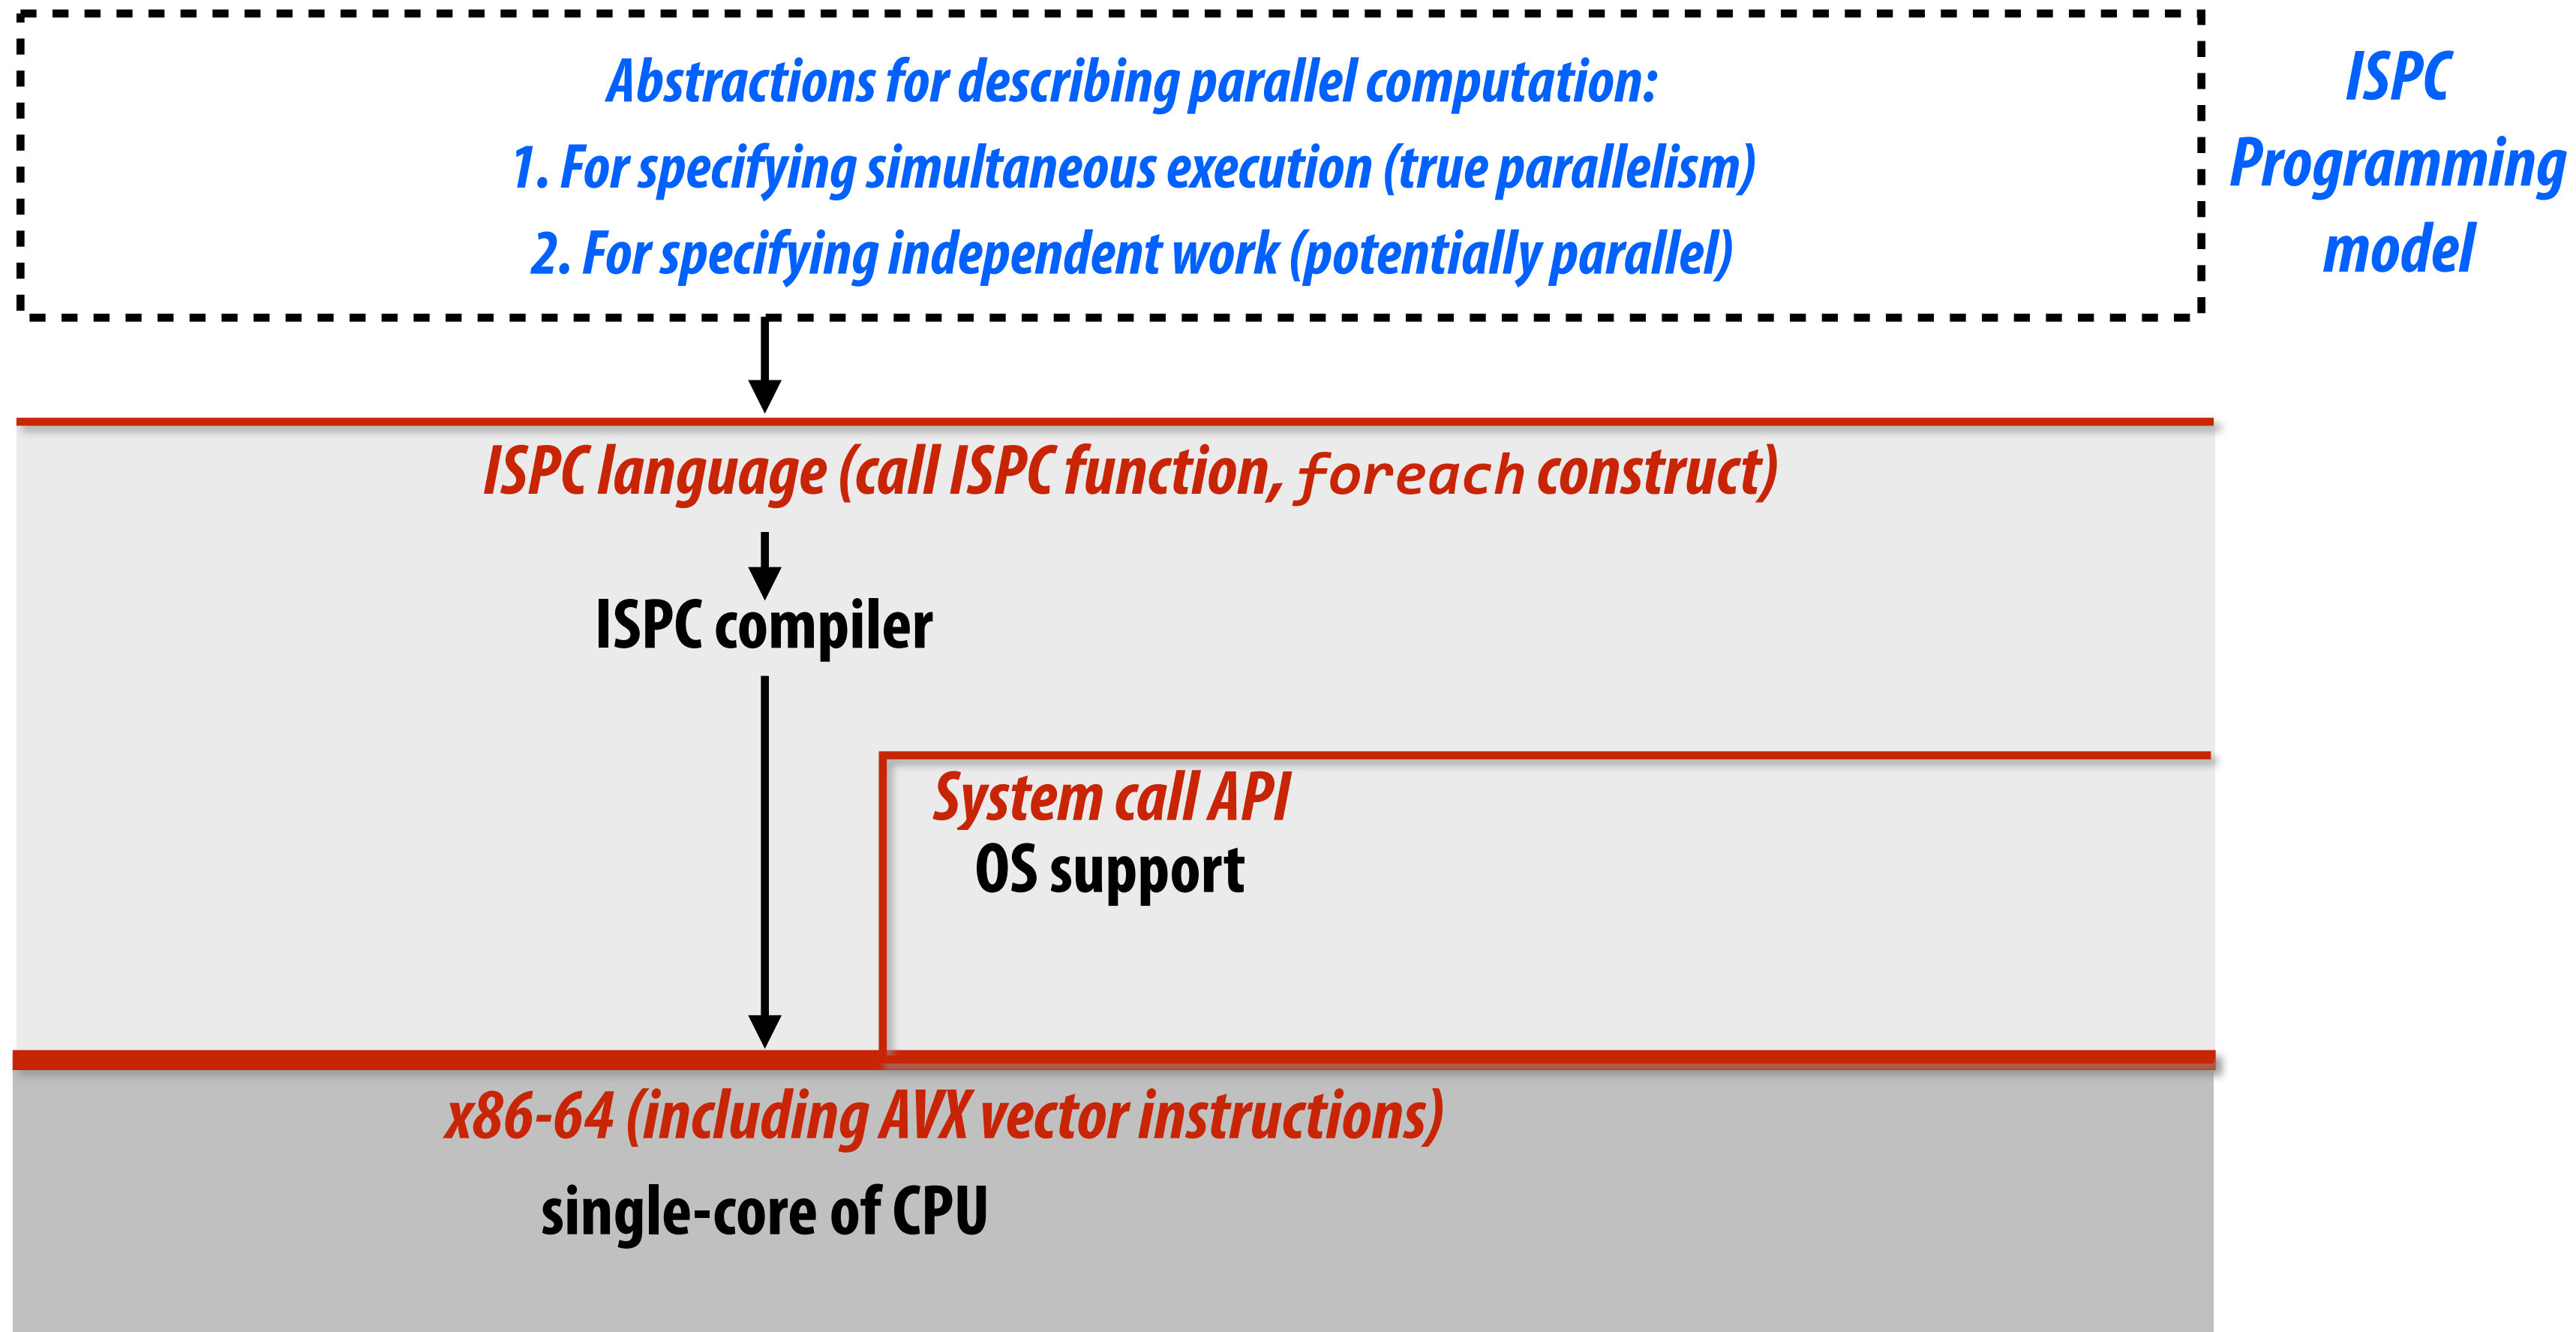 Abstractions for describing parallel computation:
1. For specifying simultaneous execution (true parallelism)
2. For specifying independent work (potentially parallel)
ISPC
Programming
model
ISPC language (call ISPC function, foreach construct)
ISPC compiler
System call API
OS support
x86-64 (including AVX vector instructions)
single-core of CPU